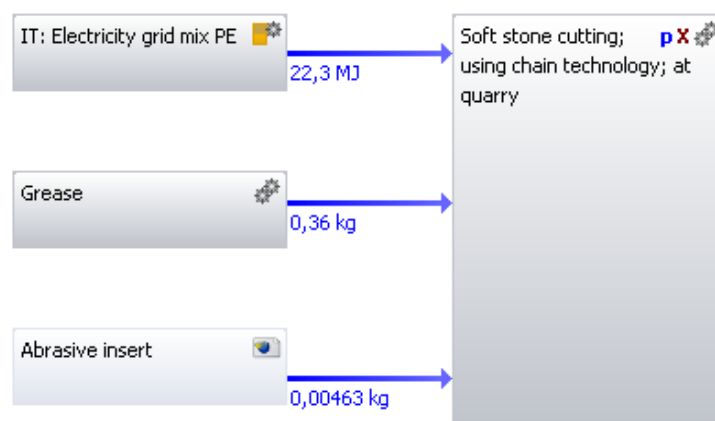 IT: Electricity grid mix PE
22,3 MJ
Soft stone cutting; p X
using chain technology; at
quarry
Grease
0,36 kg
Abrasive insert
0,00463 kg